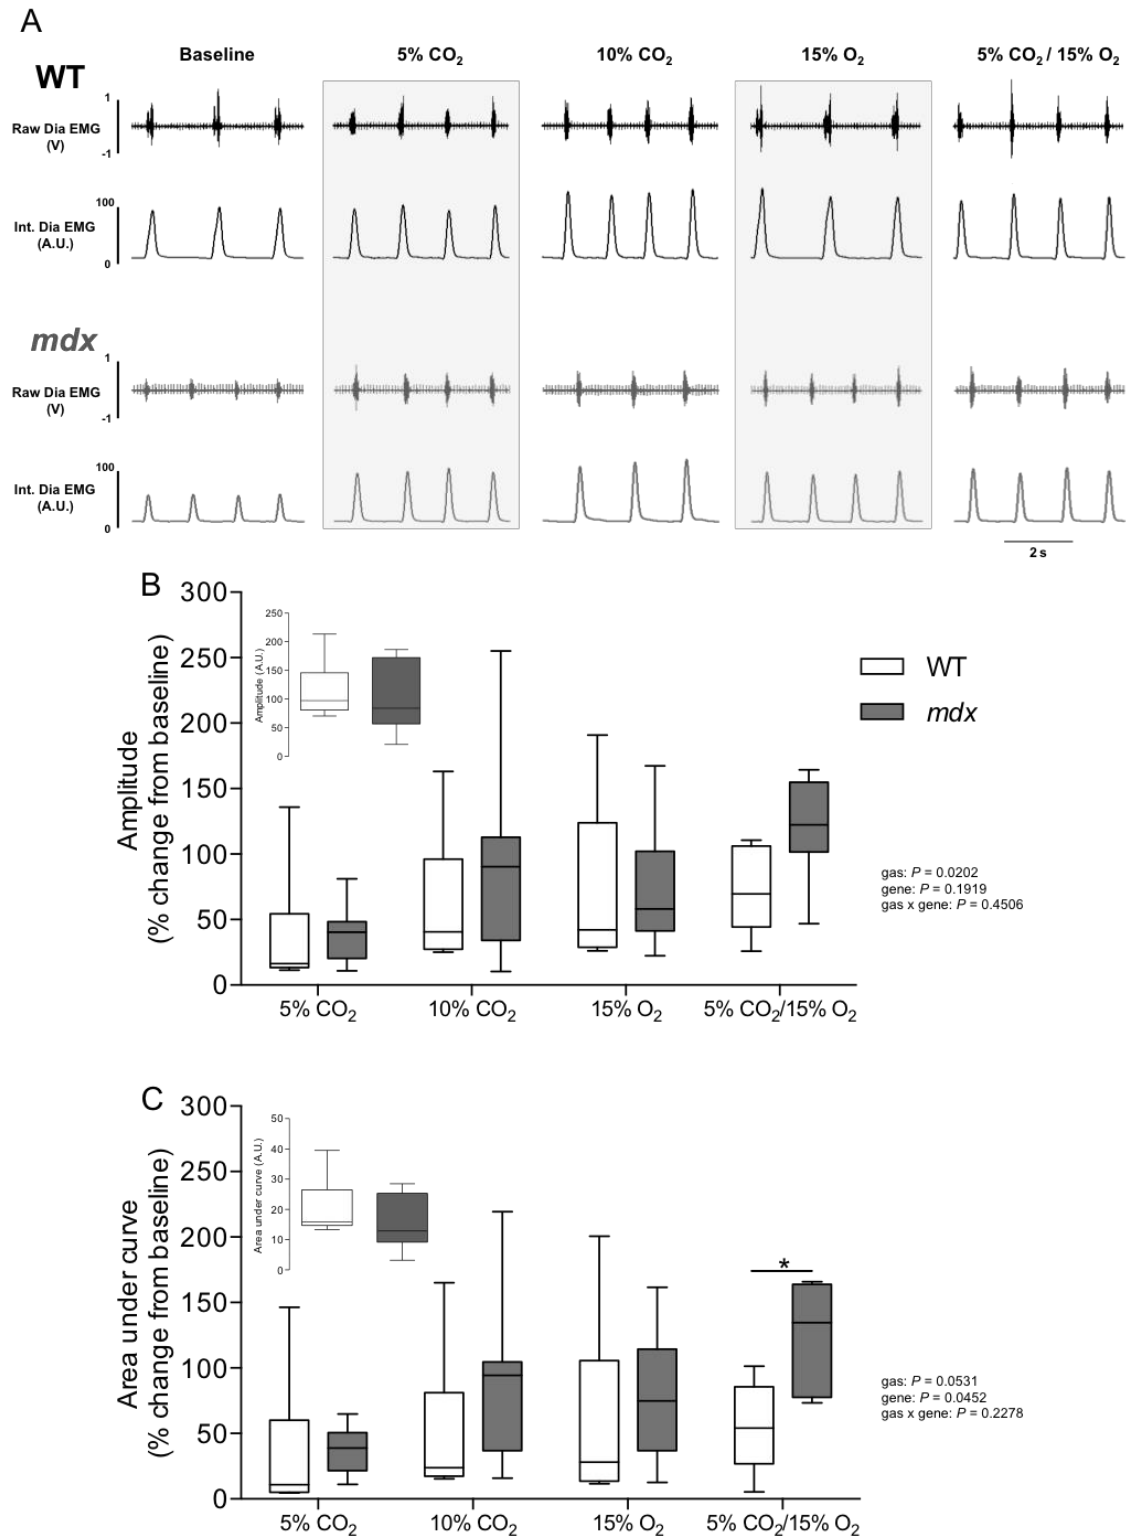 A
Baseline 5% CO₂ 10% CO₂ 15% O₂ 5% CO₂ / 15% O₂
WT
1
Raw Dia EMG
(V)
-1
100
Int. Dia EMG
(A.U.)
0
mdx
1
Raw Dia EMG
(V)
-1
100
Int. Dia EMG
(A.U.)
0
2 s
B
Amplitude
(% change from baseline)
300
250
200
150
100
50
0
Amplitude (A.U.)
250
200
150
100
50
0
WT
mdx
gas: P = 0.0202
gene: P = 0.1919
gas x gene: P = 0.4506
5% CO₂ 10% CO₂ 15% O₂ 5% CO₂/15% O₂
C
Area under curve
(% change from baseline)
300
250
200
150
100
50
0
Area under curve (A.U.)
50
40
30
20
10
0
*
gas: P = 0.0531
gene: P = 0.0452
gas x gene: P = 0.2278
5% CO₂ 10% CO₂ 15% O₂ 5% CO₂/15% O₂